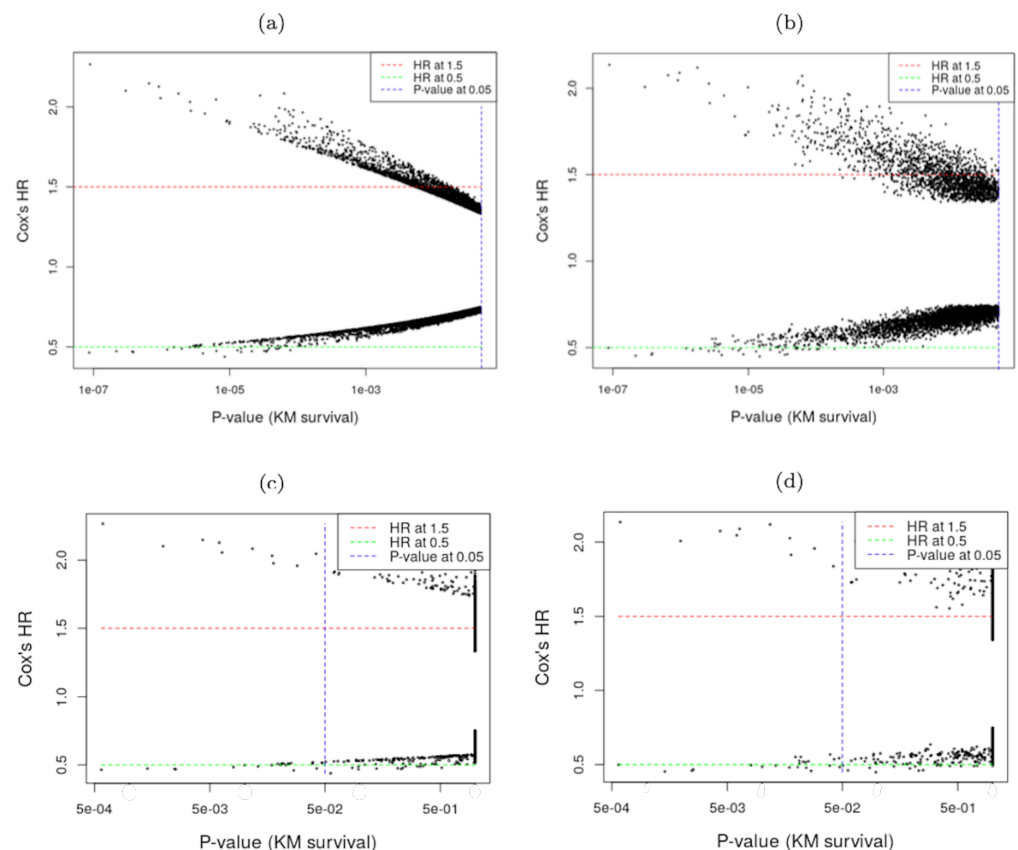 (a)
HR at 1.5
HR at 0.5
P-value at 0.05
Cox's HR
2.0
1.5
1.0
0.5
1e-07 1e-05 1e-03
P-value (KM survival)
(b)
HR at 1.5
HR at 0.5
P-value at 0.05
Cox's HR
2.0
1.5
1.0
0.5
1e-07 1e-05 1e-03
P-value (KM survival)
(c)
HR at 1.5
HR at 0.5
P-value at 0.05
Cox's HR
2.0
1.5
1.0
0.5
5e-04 5e-03 5e-02 5e-01
P-value (KM survival)
(d)
HR at 1.5
HR at 0.5
P-value at 0.05
Cox's HR
2.0
1.5
1.0
0.5
5e-04 5e-03 5e-02 5e-01
P-value (KM survival)